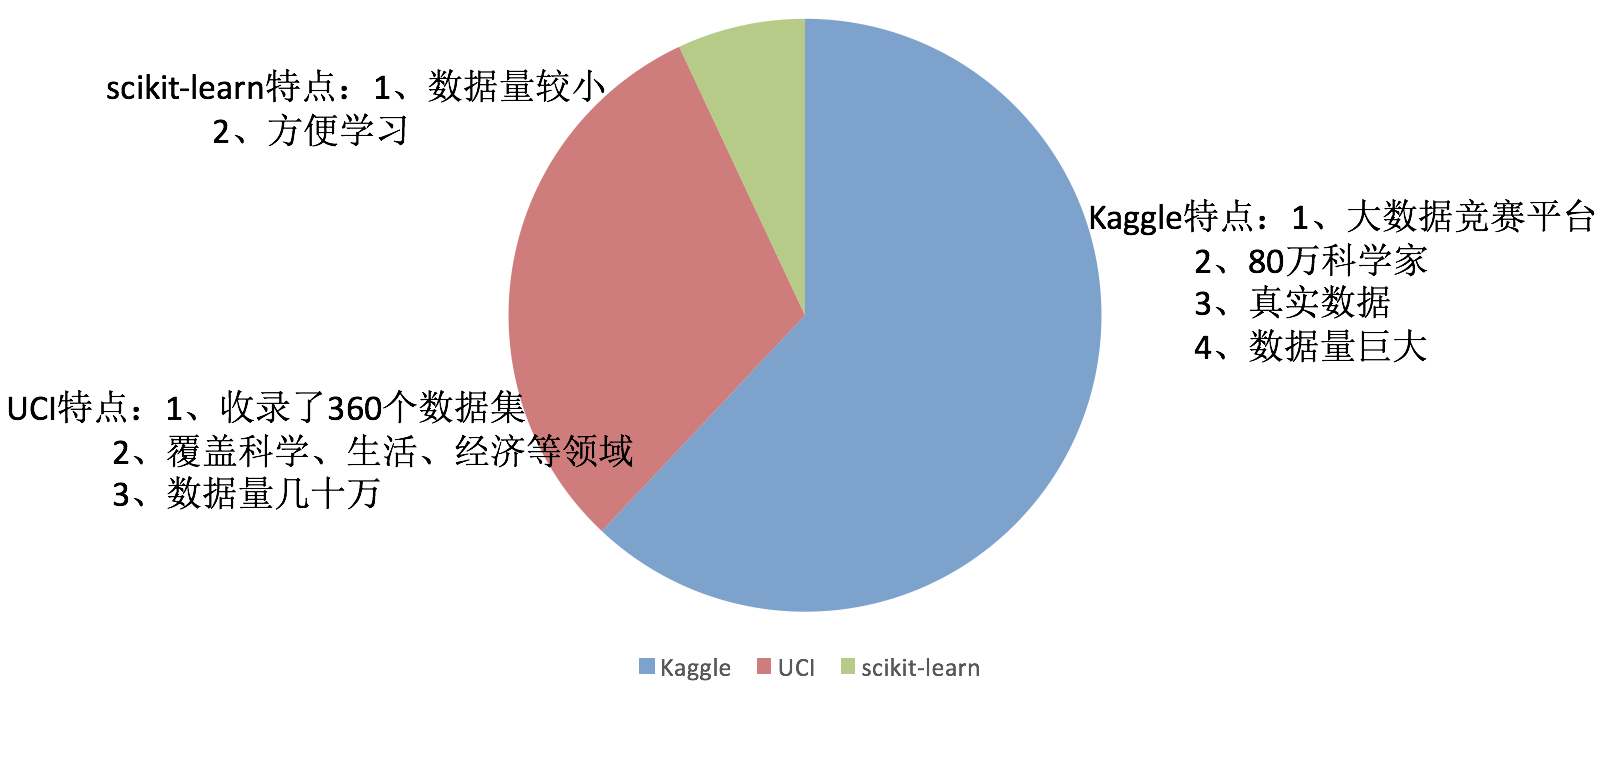 scikit-learn特点：1、数据量较小
2、方便学习
Kaggle特点：1、大数据竞赛平台
2、80万科学家
3、真实数据
4、数据量巨大
UCI特点：1、收录了360个数据集
2、覆盖科学、生活、经济等领域
3、数据量几十万
Kaggle UCI scikit-learn